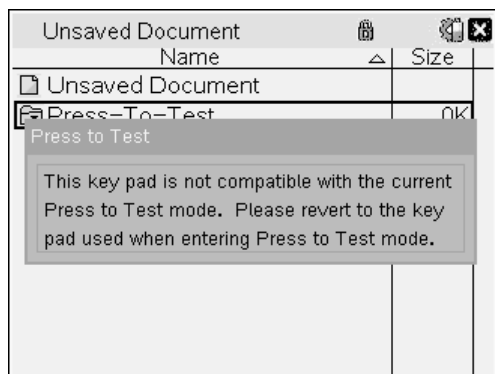 Unsaved Document
Name Size
Unsaved Document
Press-To-Test 0K
Press to Test
This key pad is not compatible with the current
Press to Test mode. Please revert to the key
pad used when entering Press to Test mode.